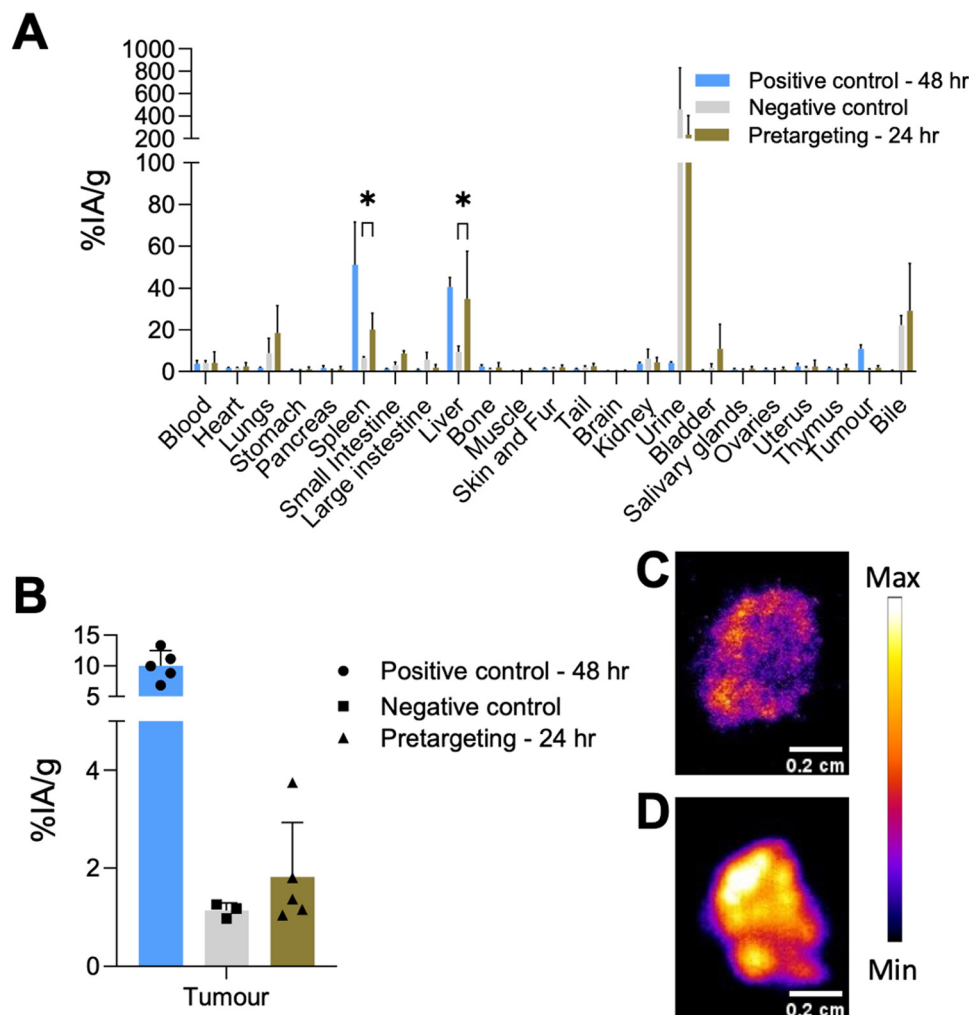 A
1000
800
600
400
200
100
80
60
40
20
0
%IA/g
Positive control - 48 hr
Negative control
Pretargeting - 24 hr
*
*
Blood
Heart
Lungs
Stomach
Pancreas
Spleen
Small Intestine
Large instestine
Liver
Bone
Muscle
Skin and Fur
Tail
Brain
Kidney
Urine
Bladder
Salivary glands
Ovaries
Uterus
Thymus
Tumour
Bile
B
15
10
5
4
2
0
%IA/g
Tumour
Positive control - 48 hr
Negative control
Pretargeting - 24 hr
C
0.2 cm
D
0.2 cm
Max
Min